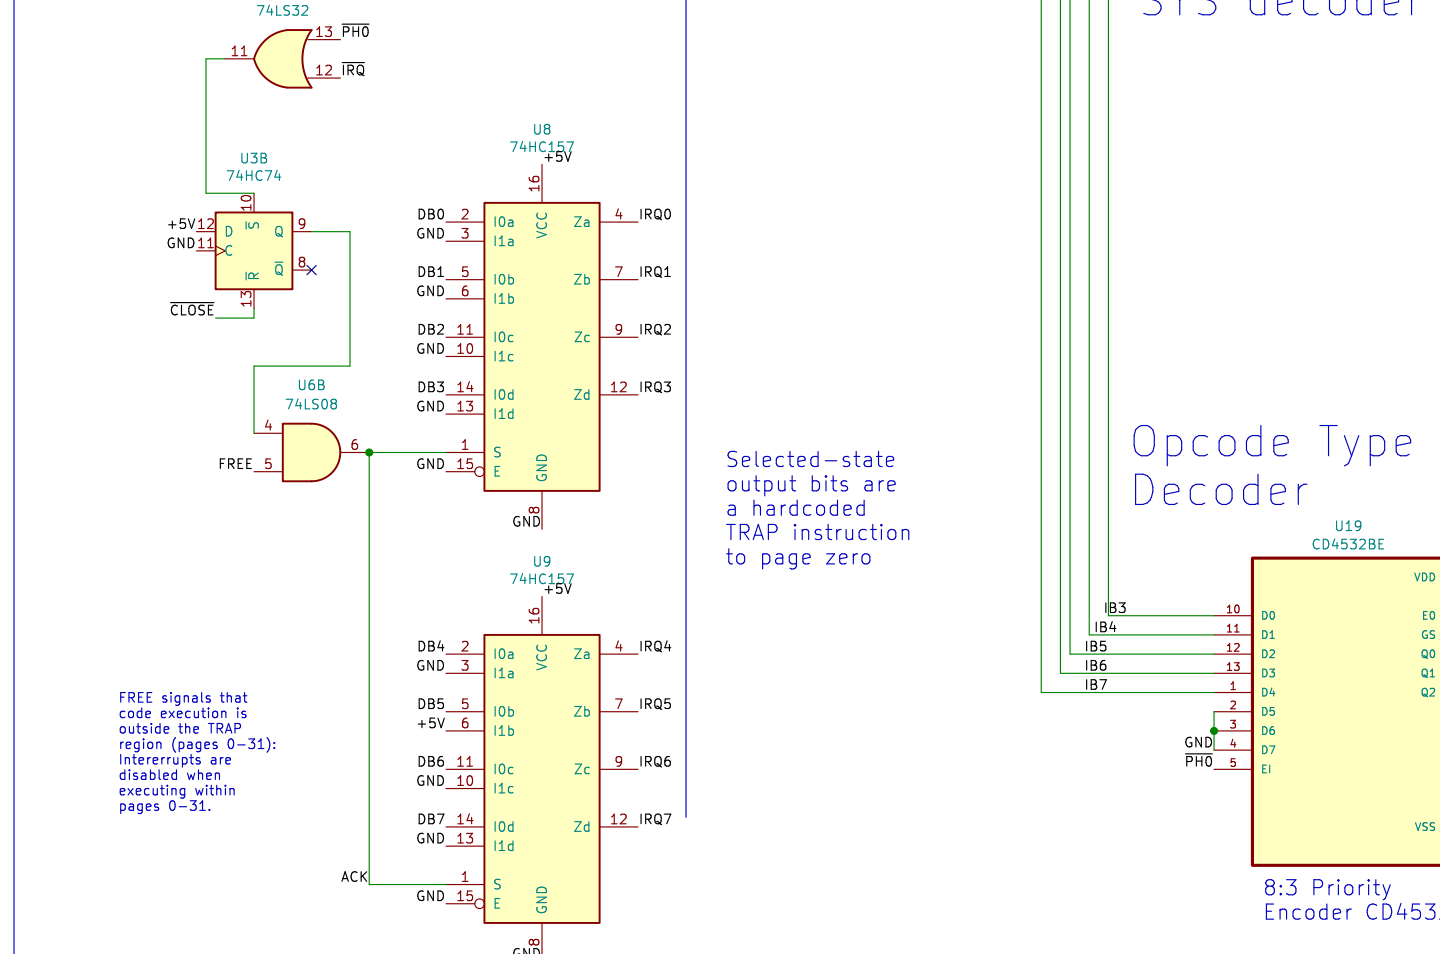 74LS32
13 PH0
11
12 IRQ
SYS decoder
U3B
74HC74
10
+5V 12 D S Q 9
GND 11 C
Q 8
R
13
CLOSE
U6B
74LS08
4
6
FREE 5
U8
74HC157
+5V
16
VCC
DB0 2 I0a Za 4 IRQ0
GND 3 I1a
DB1 5 I0b Zb 7 IRQ1
GND 6 I1b
DB2 11 I0c Zc 9 IRQ2
GND 10 I1c
DB3 14 I0d Zd 12 IRQ3
GND 13 I1d
1 S
GND 15 E
GND
8
GND
U9
74HC157
+5V
16
VCC
DB4 2 I0a Za 4 IRQ4
GND 3 I1a
DB5 5 I0b Zb 7 IRQ5
+5V 6 I1b
DB6 11 I0c Zc 9 IRQ6
GND 10 I1c
DB7 14 I0d Zd 12 IRQ7
GND 13 I1d
ACK 1 S
GND 15 E
GND
8
GND
FREE signals that
code execution is
outside the TRAP
region (pages 0-31):
Intererrupts are
disabled when
executing within
pages 0-31.
Selected-state
output bits are
a hardcoded
TRAP instruction
to page zero
Opcode Type
Decoder
U19
CD4532BE
VDD
IB3 10 D0 E0
IB4 11 D1 GS
IB5 12 D2 Q0
IB6 13 D3 Q1
IB7 1 D4 Q2
2 D5
3 D6
GND 4 D7
PH0 5 EI
VSS
8:3 Priority
Encoder CD453